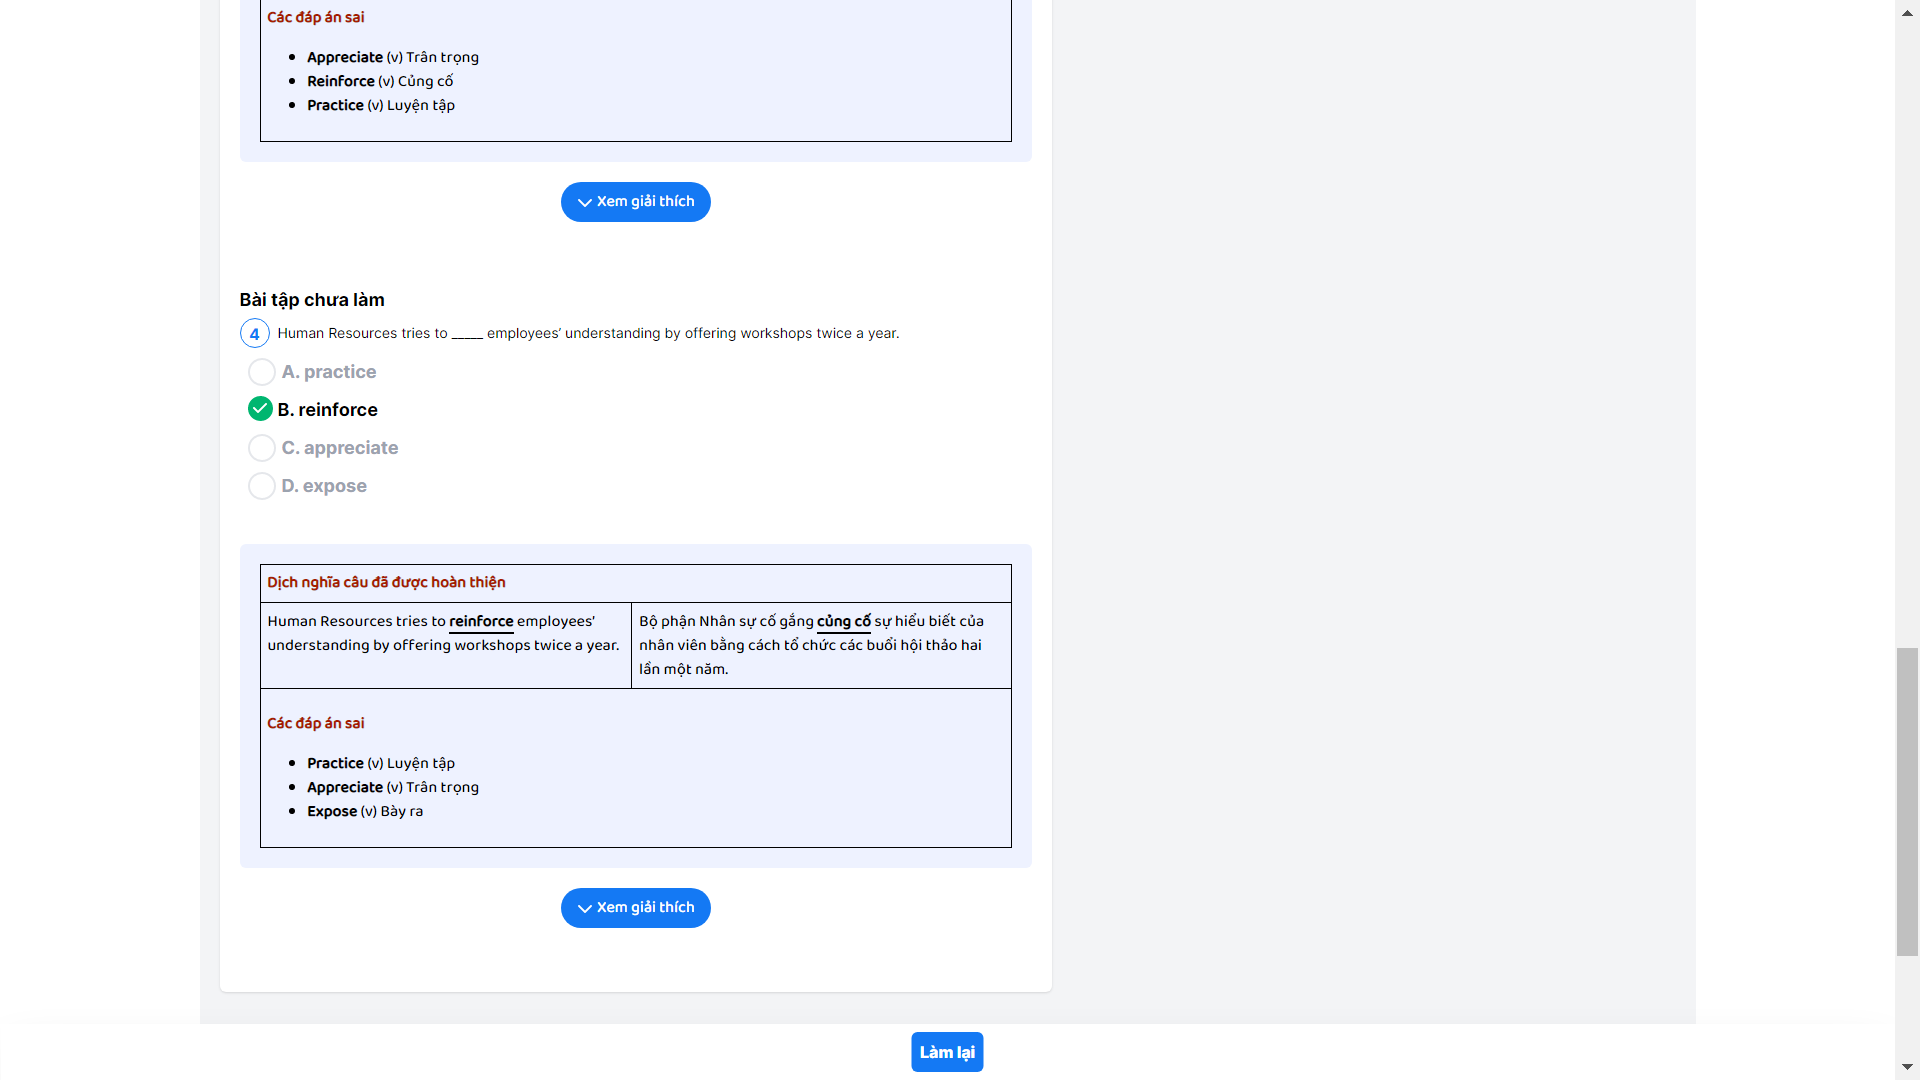 Các đáp án sai
Appreciate (v) Trân trọng
Reinforce (v) Củng cố
Practice (v) Luyện tập
Xem giải thích
Bài tập chưa làm
4 Human Resources tries to _____ employees’ understanding by offering workshops twice a year.
A. practice
B. reinforce
C. appreciate
D. expose
Dịch nghĩa câu đã được hoàn thiện
Human Resources tries to reinforce employees’
understanding by offering workshops twice a year.
Bộ phận Nhân sự cố gắng củng cố sự hiểu biết của
nhân viên bằng cách tổ chức các buổi hội thảo hai
lần một năm.
Các đáp án sai
Practice (v) Luyện tập
Appreciate (v) Trân trọng
Expose (v) Bày ra
Xem giải thích
Làm lại